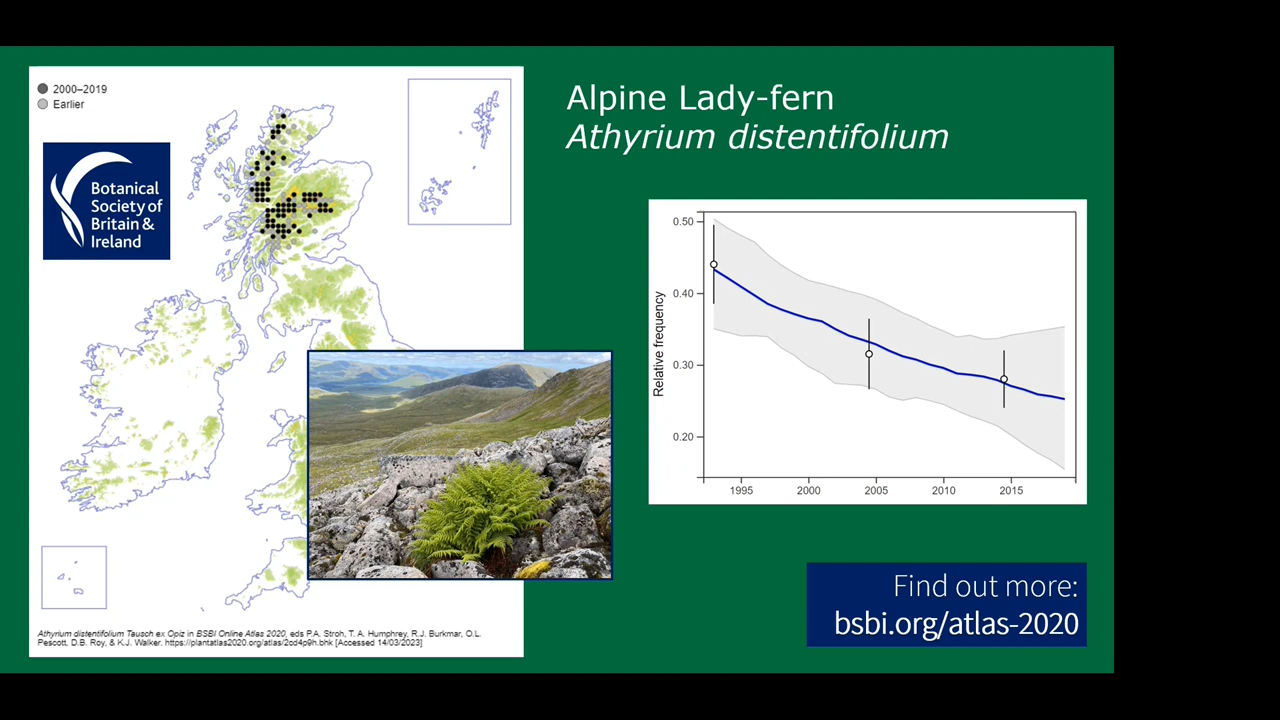 2000–2019
Earlier
Botanical
Society of
Britain &
Ireland
Alpine Lady-fern
Athyrium distentifolium
Relative frequency
0.50
0.40
0.30
0.20
1995
2000
2005
2010
2015
Athyrium distentifolium Tausch ex Opiz in BSBI Online Atlas 2020, eds P.A. Stroh, T. A. Humphrey, R.J. Burkmar, O.L.
Pescott, D.B. Roy, & K.J. Walker. https://plantatlas2020.org/atlas/2cd4p9h.bhk [Accessed 14/03/2023]
Find out more:
bsbi.org/atlas-2020